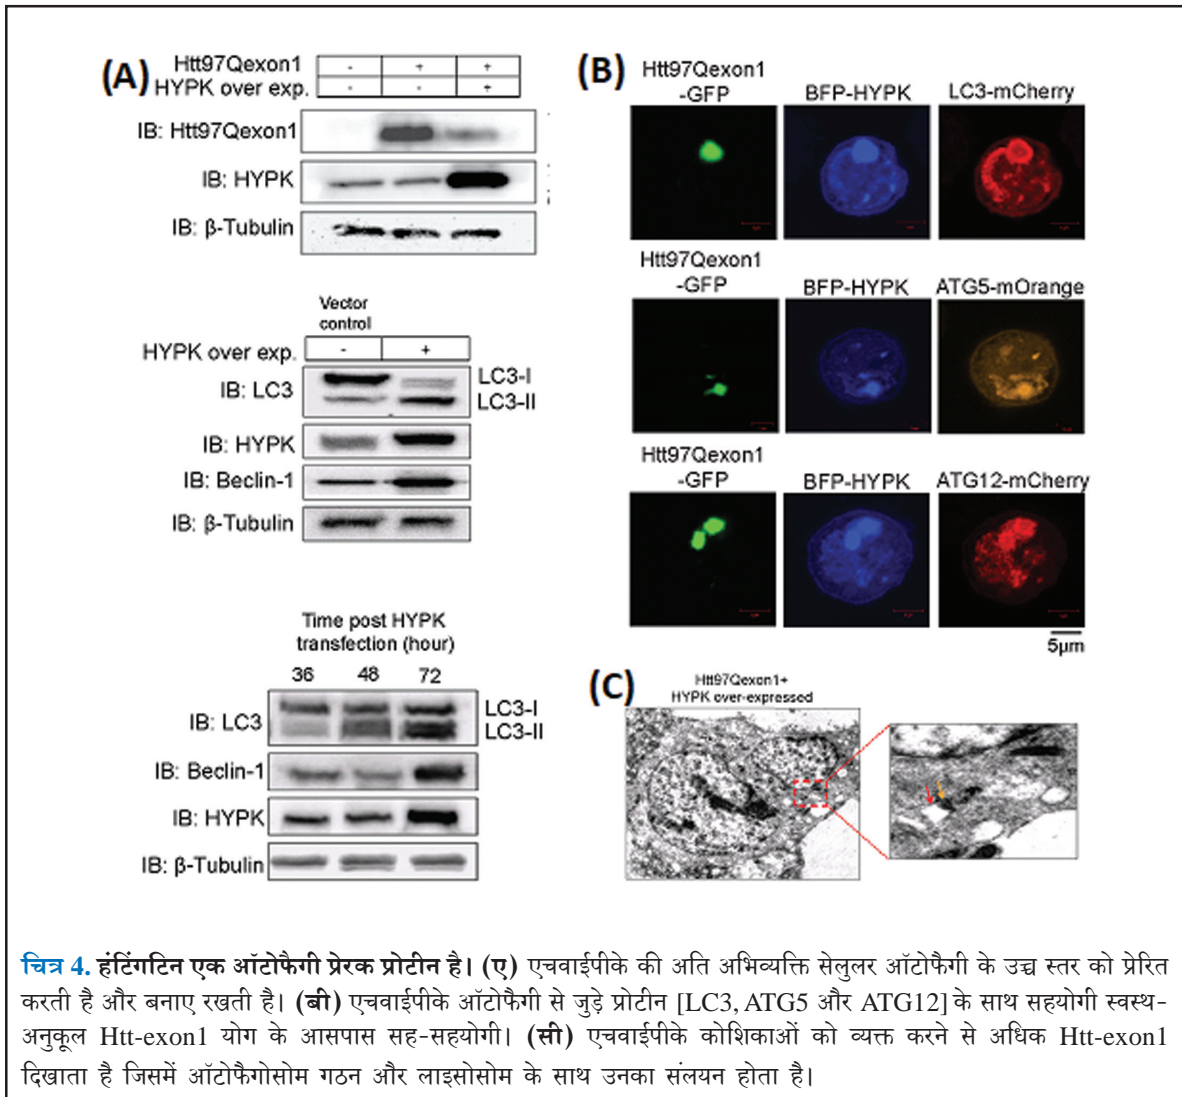 (A)
Htt97Qexon1 - + +
HYPK over exp. - - +
IB: Htt97Qexon1
IB: HYPK
IB: β-Tubulin
Vector
control
HYPK over exp. - +
IB: LC3
LC3-I
LC3-II
IB: HYPK
IB: Beclin-1
IB: β-Tubulin
Time post HYPK
transfection (hour)
36 48 72
IB: LC3
LC3-I
LC3-II
IB: Beclin-1
IB: HYPK
IB: β-Tubulin
(B)
Htt97Qexon1
-GFP BFP-HYPK LC3-mCherry
Htt97Qexon1
-GFP BFP-HYPK ATG5-mOrange
Htt97Qexon1
-GFP BFP-HYPK ATG12-mCherry
5µm
(C)
Htt97Qexon1+
HYPK over-expressed
चित्र 4. हंटिंगटिन एक ऑटोफैगी प्रेरक प्रोटीन है। (ए) एचवाईपीके की अति अभिव्यक्ति सेलुलर ऑटोफैगी के उच्च स्तर को प्रेरित
करती है और बनाए रखती है। (बी) एचवाईपीके ऑटोफैगी से जुड़े प्रोटीन [LC3, ATG5 और ATG12] के साथ सहयोगी स्वस्थ-
अनुकूल Htt-exon1 योग के आसपास सह-सहयोगी। (सी) एचवाईपीके कोशिकाओं को व्यक्त करने से अधिक Htt-exon1
दिखाता है जिसमें ऑटोफैगोसोम गठन और लाइसोसोम के साथ उनका संलयन होता है।